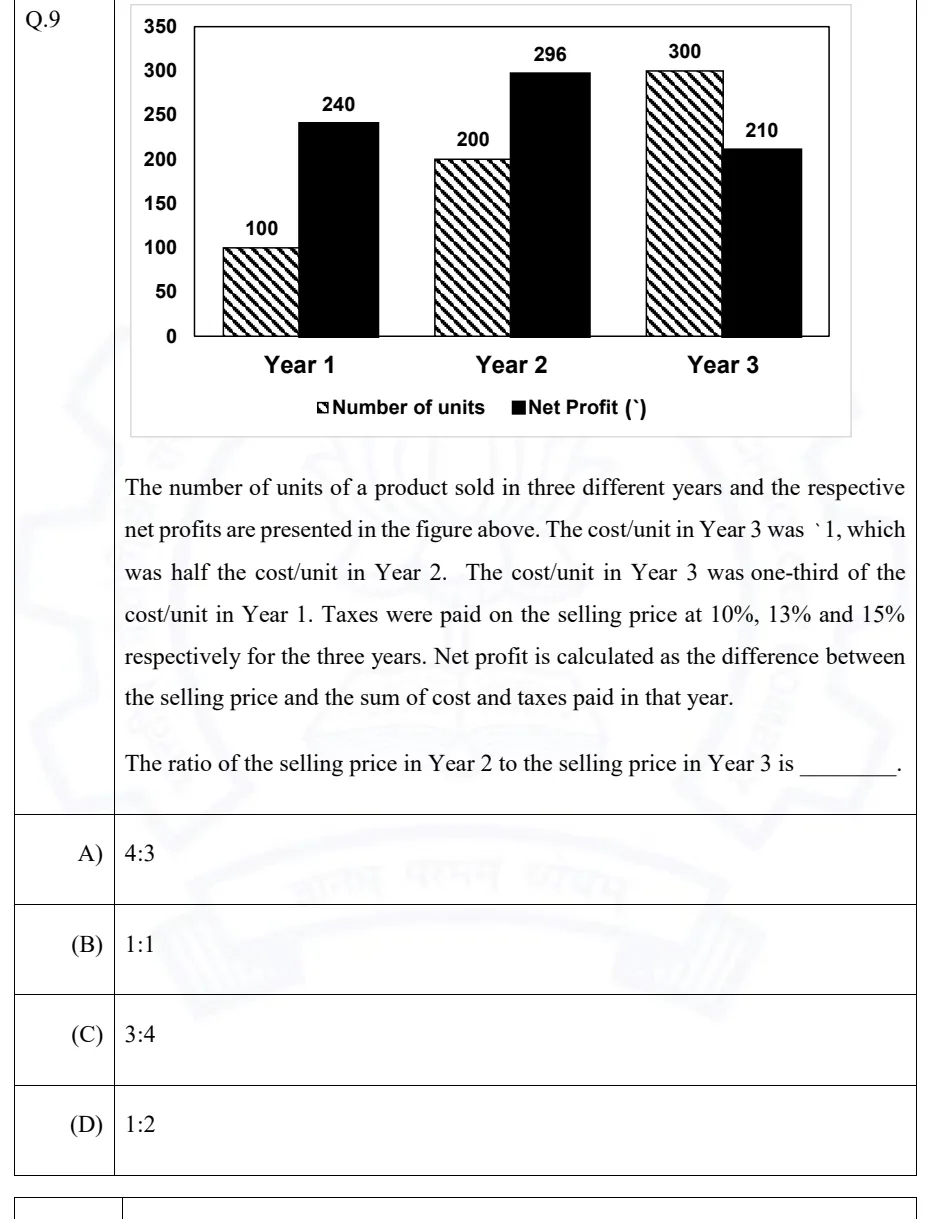 Q.9
350
300
250
200
150
100
50
0
100
240
200
296
300
210
Year 1
Year 2
Year 3
Number of units
Net Profit (`)
The number of units of a product sold in three different years and the respective
net profits are presented in the figure above. The cost/unit in Year 3 was `1, which
was half the cost/unit in Year 2. The cost/unit in Year 3 was one-third of the
cost/unit in Year 1. Taxes were paid on the selling price at 10%, 13% and 15%
respectively for the three years. Net profit is calculated as the difference between
the selling price and the sum of cost and taxes paid in that year.
The ratio of the selling price in Year 2 to the selling price in Year 3 is ________.
A) 4:3
(B) 1:1
(C) 3:4
(D) 1:2